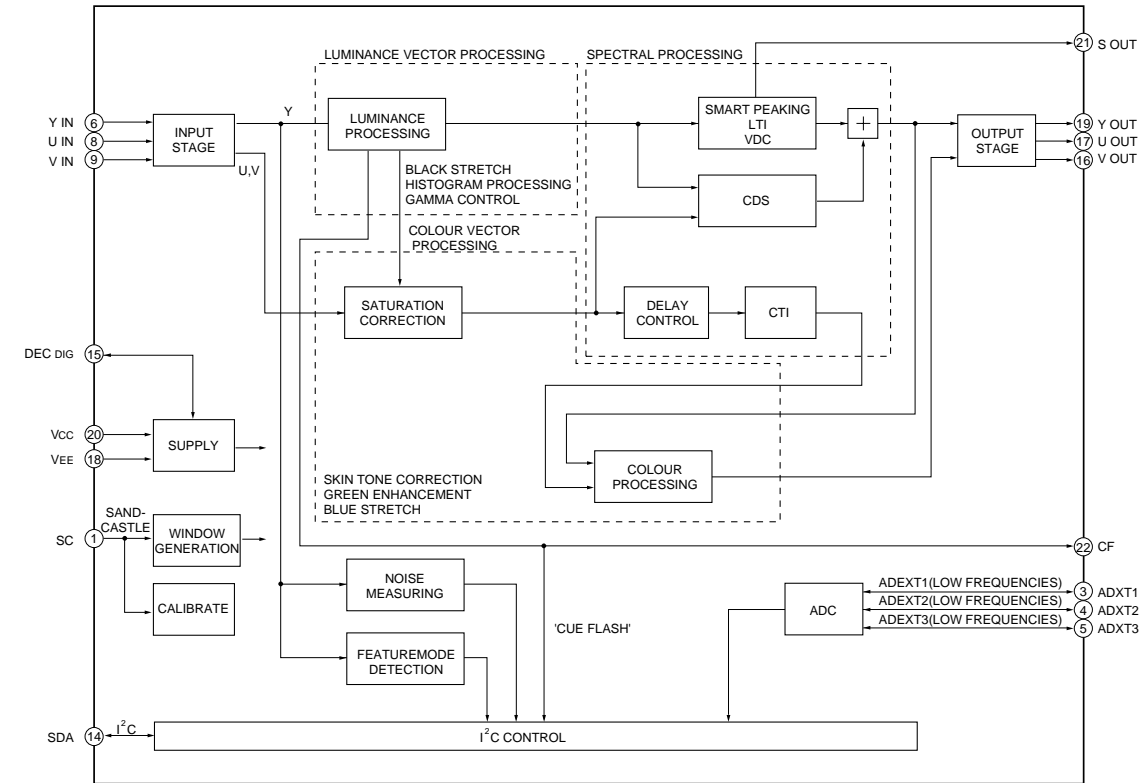 21 S OUT
LUMINANCE VECTOR PROCESSING
SPECTRAL PROCESSING
Y IN 6
U IN 8
V IN 9
INPUT
STAGE
Y
U,V
LUMINANCE
PROCESSING
BLACK STRETCH
HISTOGRAM PROCESSING
GAMMA CONTROL
SMART PEAKING
LTI
VDC
+
CDS
OUTPUT
STAGE
19 Y OUT
17 U OUT
16 V OUT
COLOUR VECTOR
PROCESSING
SATURATION
CORRECTION
DELAY
CONTROL
CTI
DEC DIG 15
VCC 20
VEE 18
SUPPLY
SKIN TONE CORRECTION
GREEN ENHANCEMENT
BLUE STRETCH
COLOUR
PROCESSING
SC 1
SAND-
CASTLE
WINDOW
GENERATION
CALIBRATE
22 CF
NOISE
MEASURING
FEATUREMODE
DETECTION
'CUE FLASH'
ADC
ADEXT1(LOW FREQUENCIES) 3 ADXT1
ADEXT2(LOW FREQUENCIES) 4 ADXT2
ADEXT3(LOW FREQUENCIES) 5 ADXT3
SDA 14 I²C
I²C CONTROL